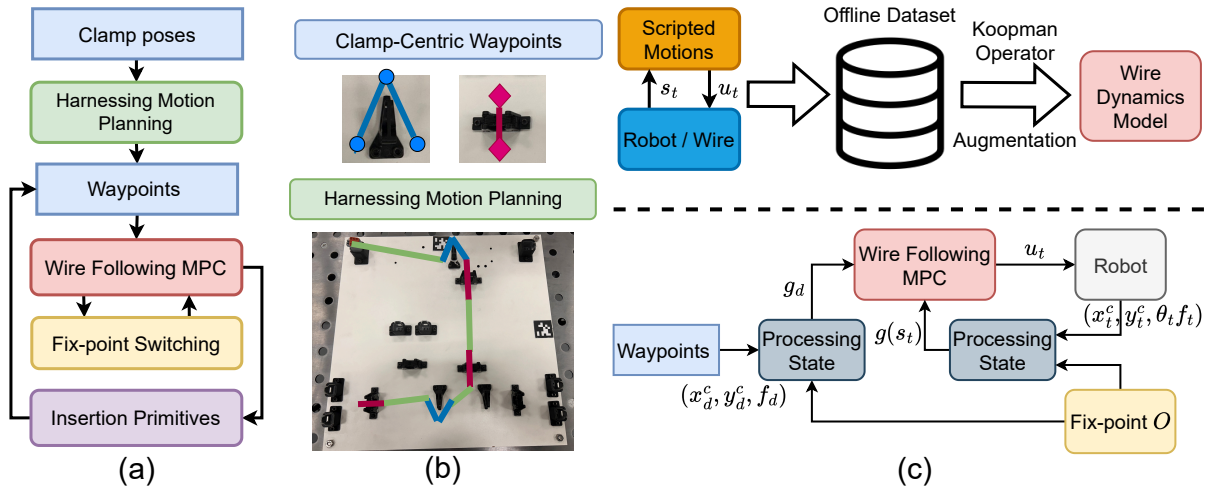 Clamp poses
Harnessing Motion
Planning
Waypoints
Wire Following MPC
Fix-point Switching
Insertion Primitives
(a)
Clamp-Centric Waypoints
Harnessing Motion Planning
(b)
Scripted
Motions
s_t
u_t
Robot / Wire
Offline Dataset
Koopman
Operator
Augmentation
Wire
Dynamics
Model
Waypoints
(x_d^c, y_d^c, f_d)
Processing
State
g_d
Wire Following
MPC
g(s_t)
u_t
Robot
(x_t^c, y_t^c, θ_t f_t)
Processing
State
Fix-point O
(c)